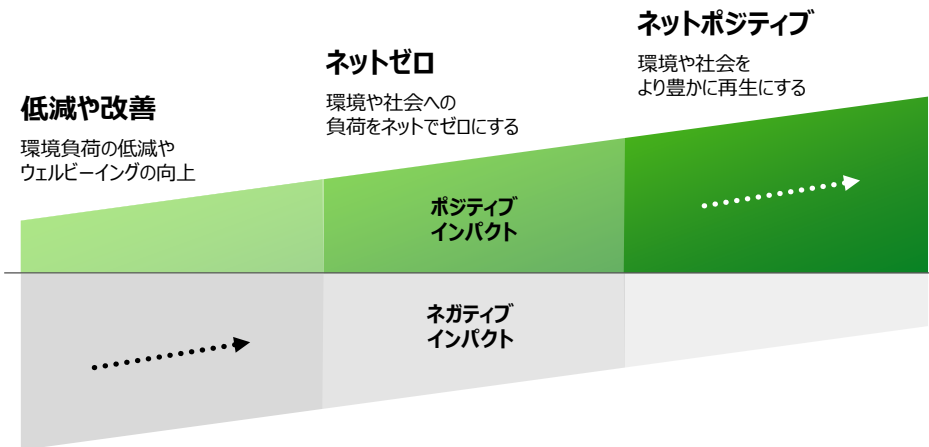 低減や改善
環境負荷の低減や
ウェルビーイングの向上
ネットゼロ
環境や社会への
負荷をネットでゼロにする
ネットポジティブ
環境や社会を
より豊かに再生にする
ポジティブ
インパクト
ネガティブ
インパクト